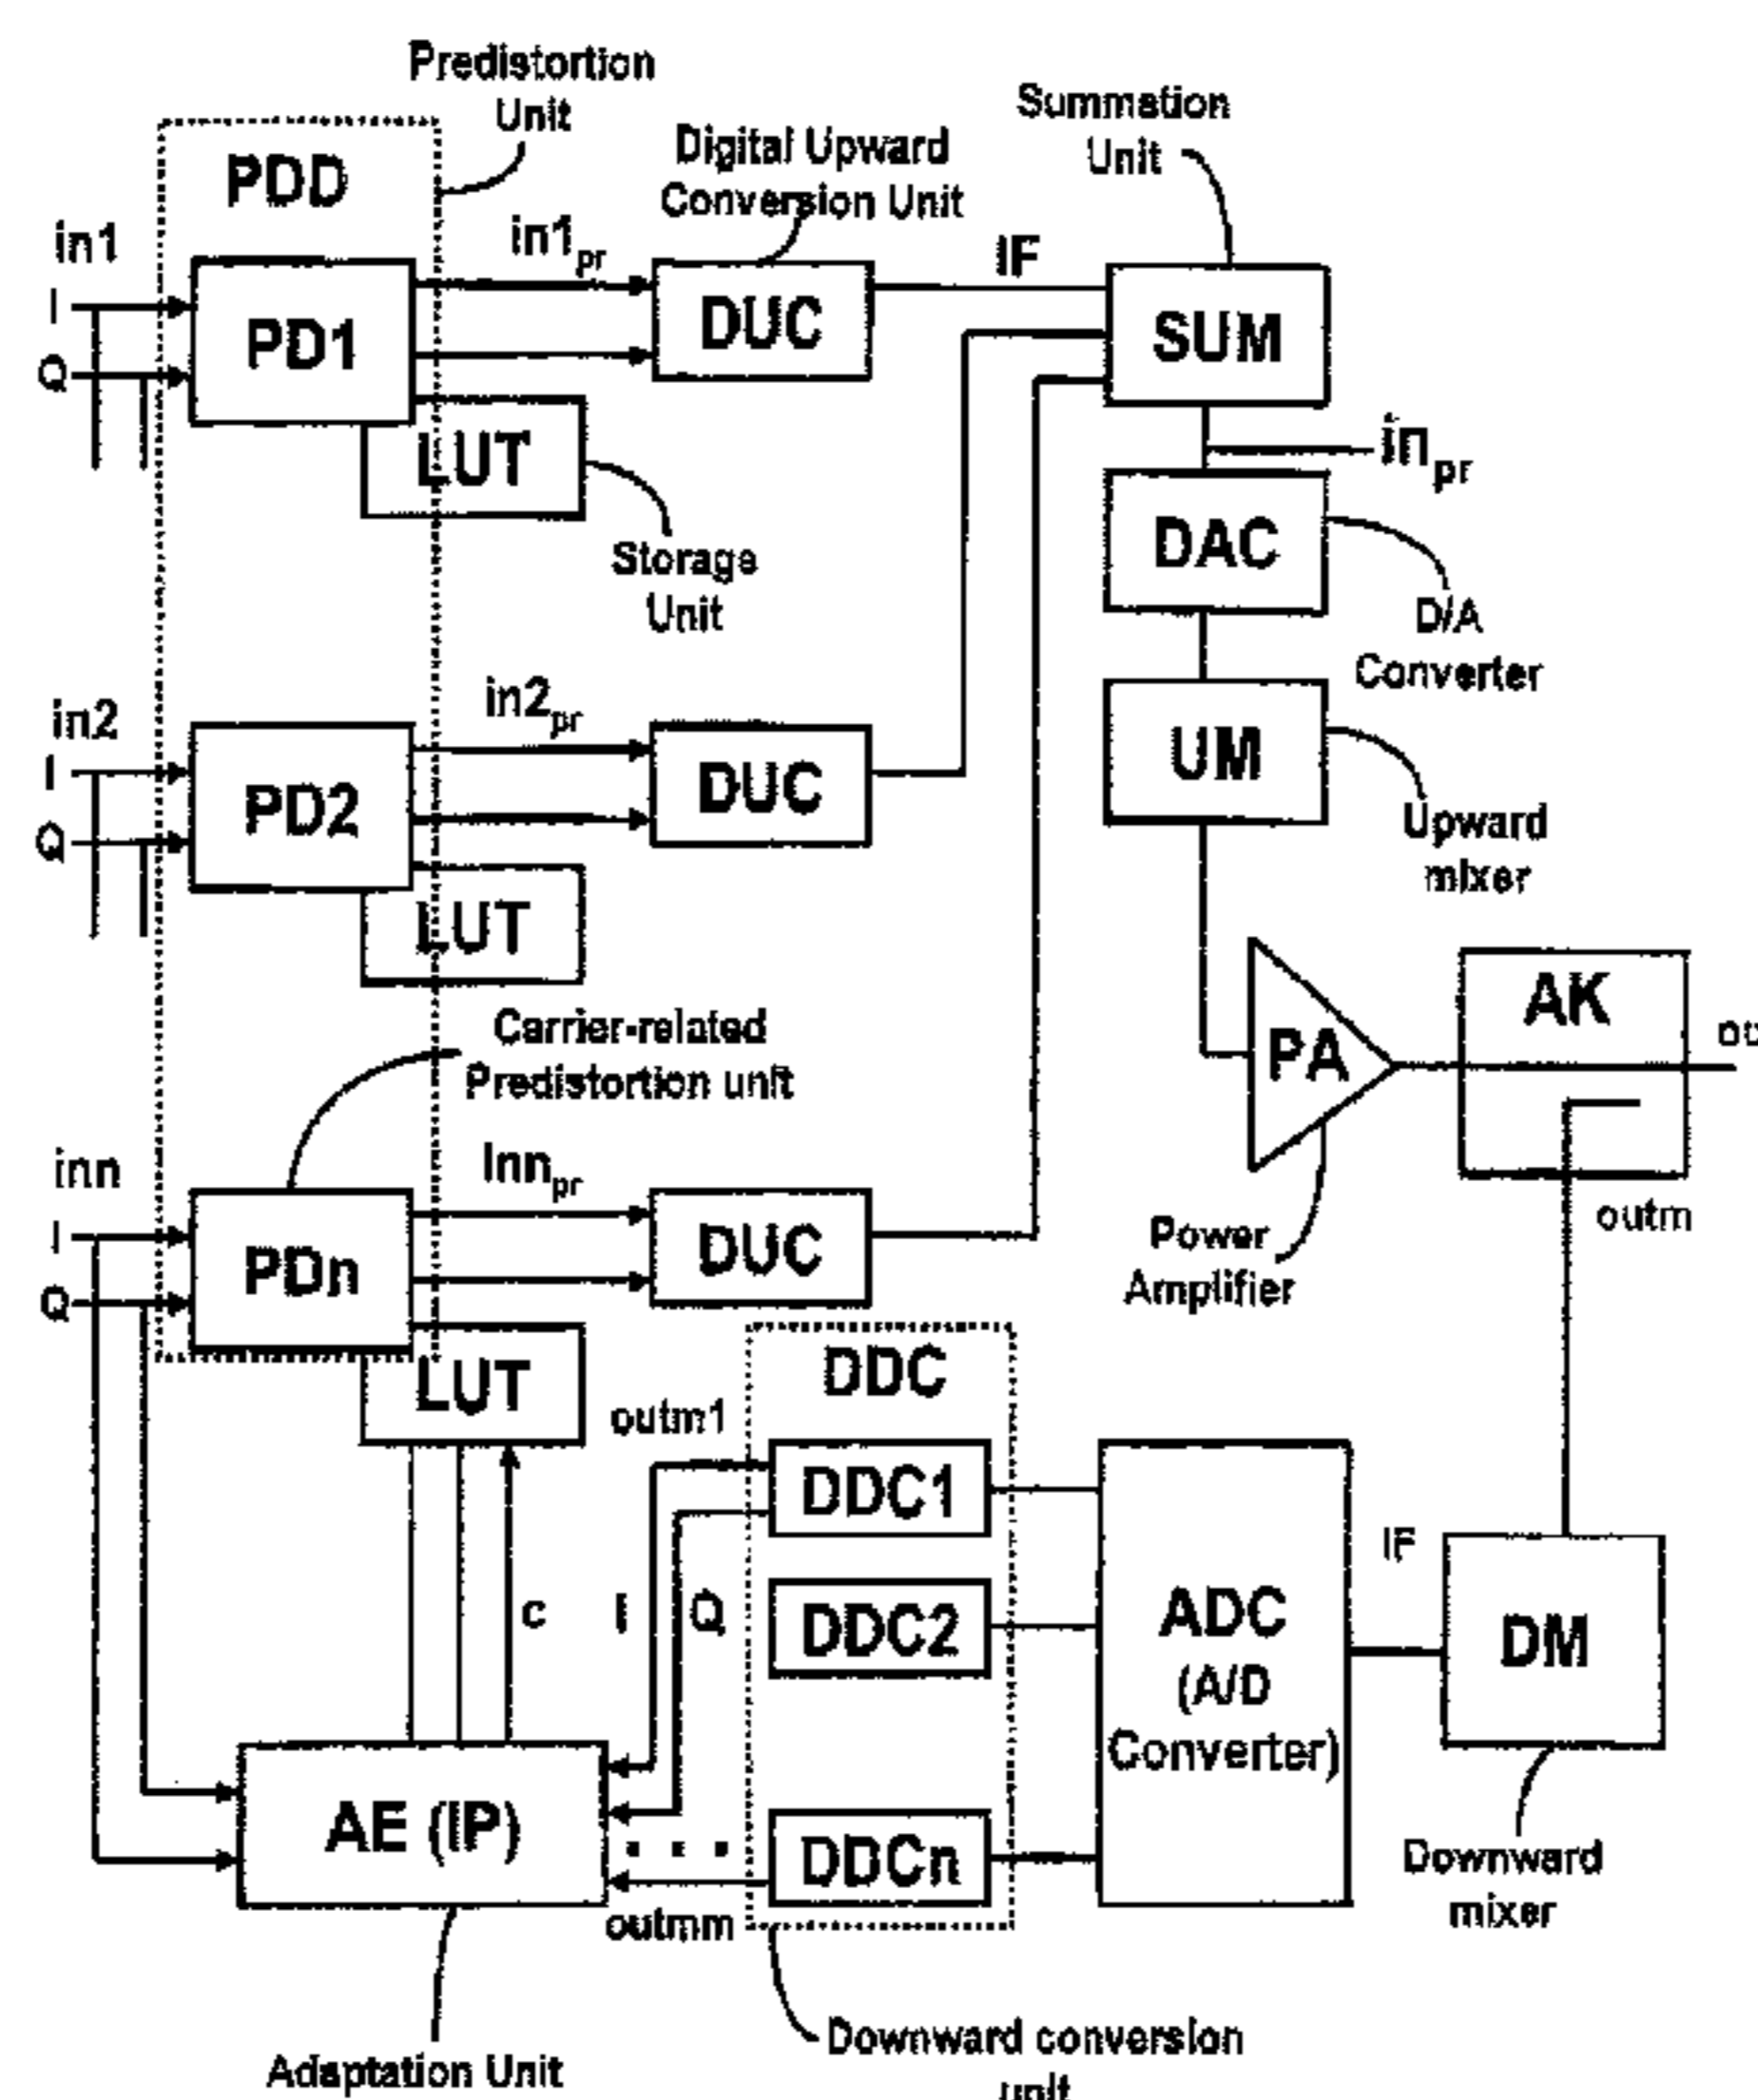 Predistortion
Unit
PDD
Digital Upward
Conversion Unit
Summation
Unit
in1
I
Q
PD1
in1pr
DUC
IF
SUM
inpr
LUT
Storage
Unit
DAC
D/A
Converter
in2
I
Q
PD2
in2pr
DUC
UM
Upward
mixer
LUT
Carrier-related
Predistortion unit
PA
AK
inn
I
Q
PDn
Innpr
DUC
Power
Amplifier
outm
LUT
outm1
DDC
DDC1
c
I
Q
DDC2
ADC
(A/D
Converter)
IF
DM
AE (IP)
. . .
DDCn
outmm
Downward
mixer
Adaptation Unit
Downward conversion
unit